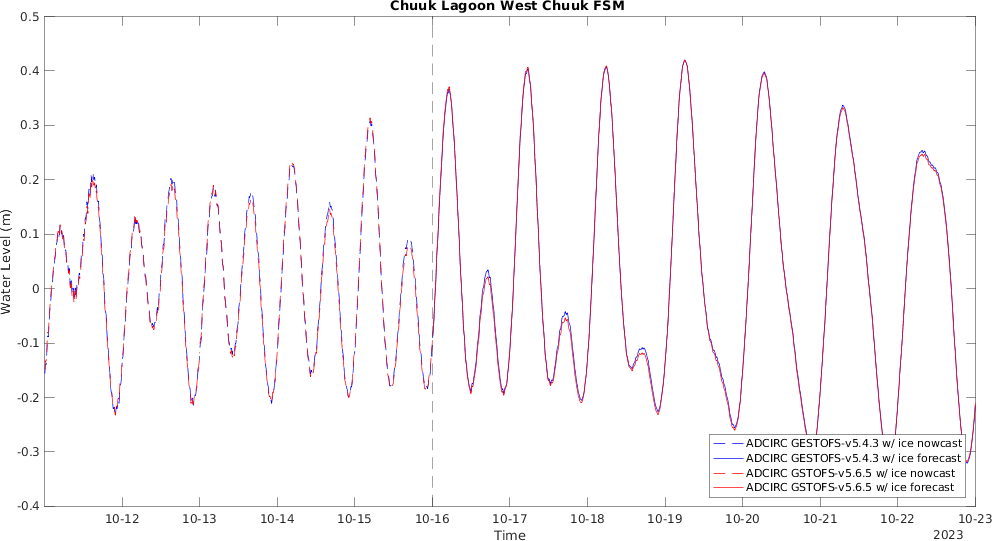 Chuuk Lagoon West Chuuk FSM
0.5
0.4
0.3
0.2
0.1
0
-0.1
-0.2
-0.3
-0.4
Water Level (m)
ADCIRC GESTOFS-v5.4.3 w/ ice nowcast
ADCIRC GESTOFS-v5.4.3 w/ ice forecast
ADCIRC GSTOFS-v5.6.5 w/ ice nowcast
ADCIRC GSTOFS-v5.6.5 w/ ice forecast
10-12 10-13 10-14 10-15 10-16 10-17 10-18 10-19 10-20 10-21 10-22 10-23
Time
2023